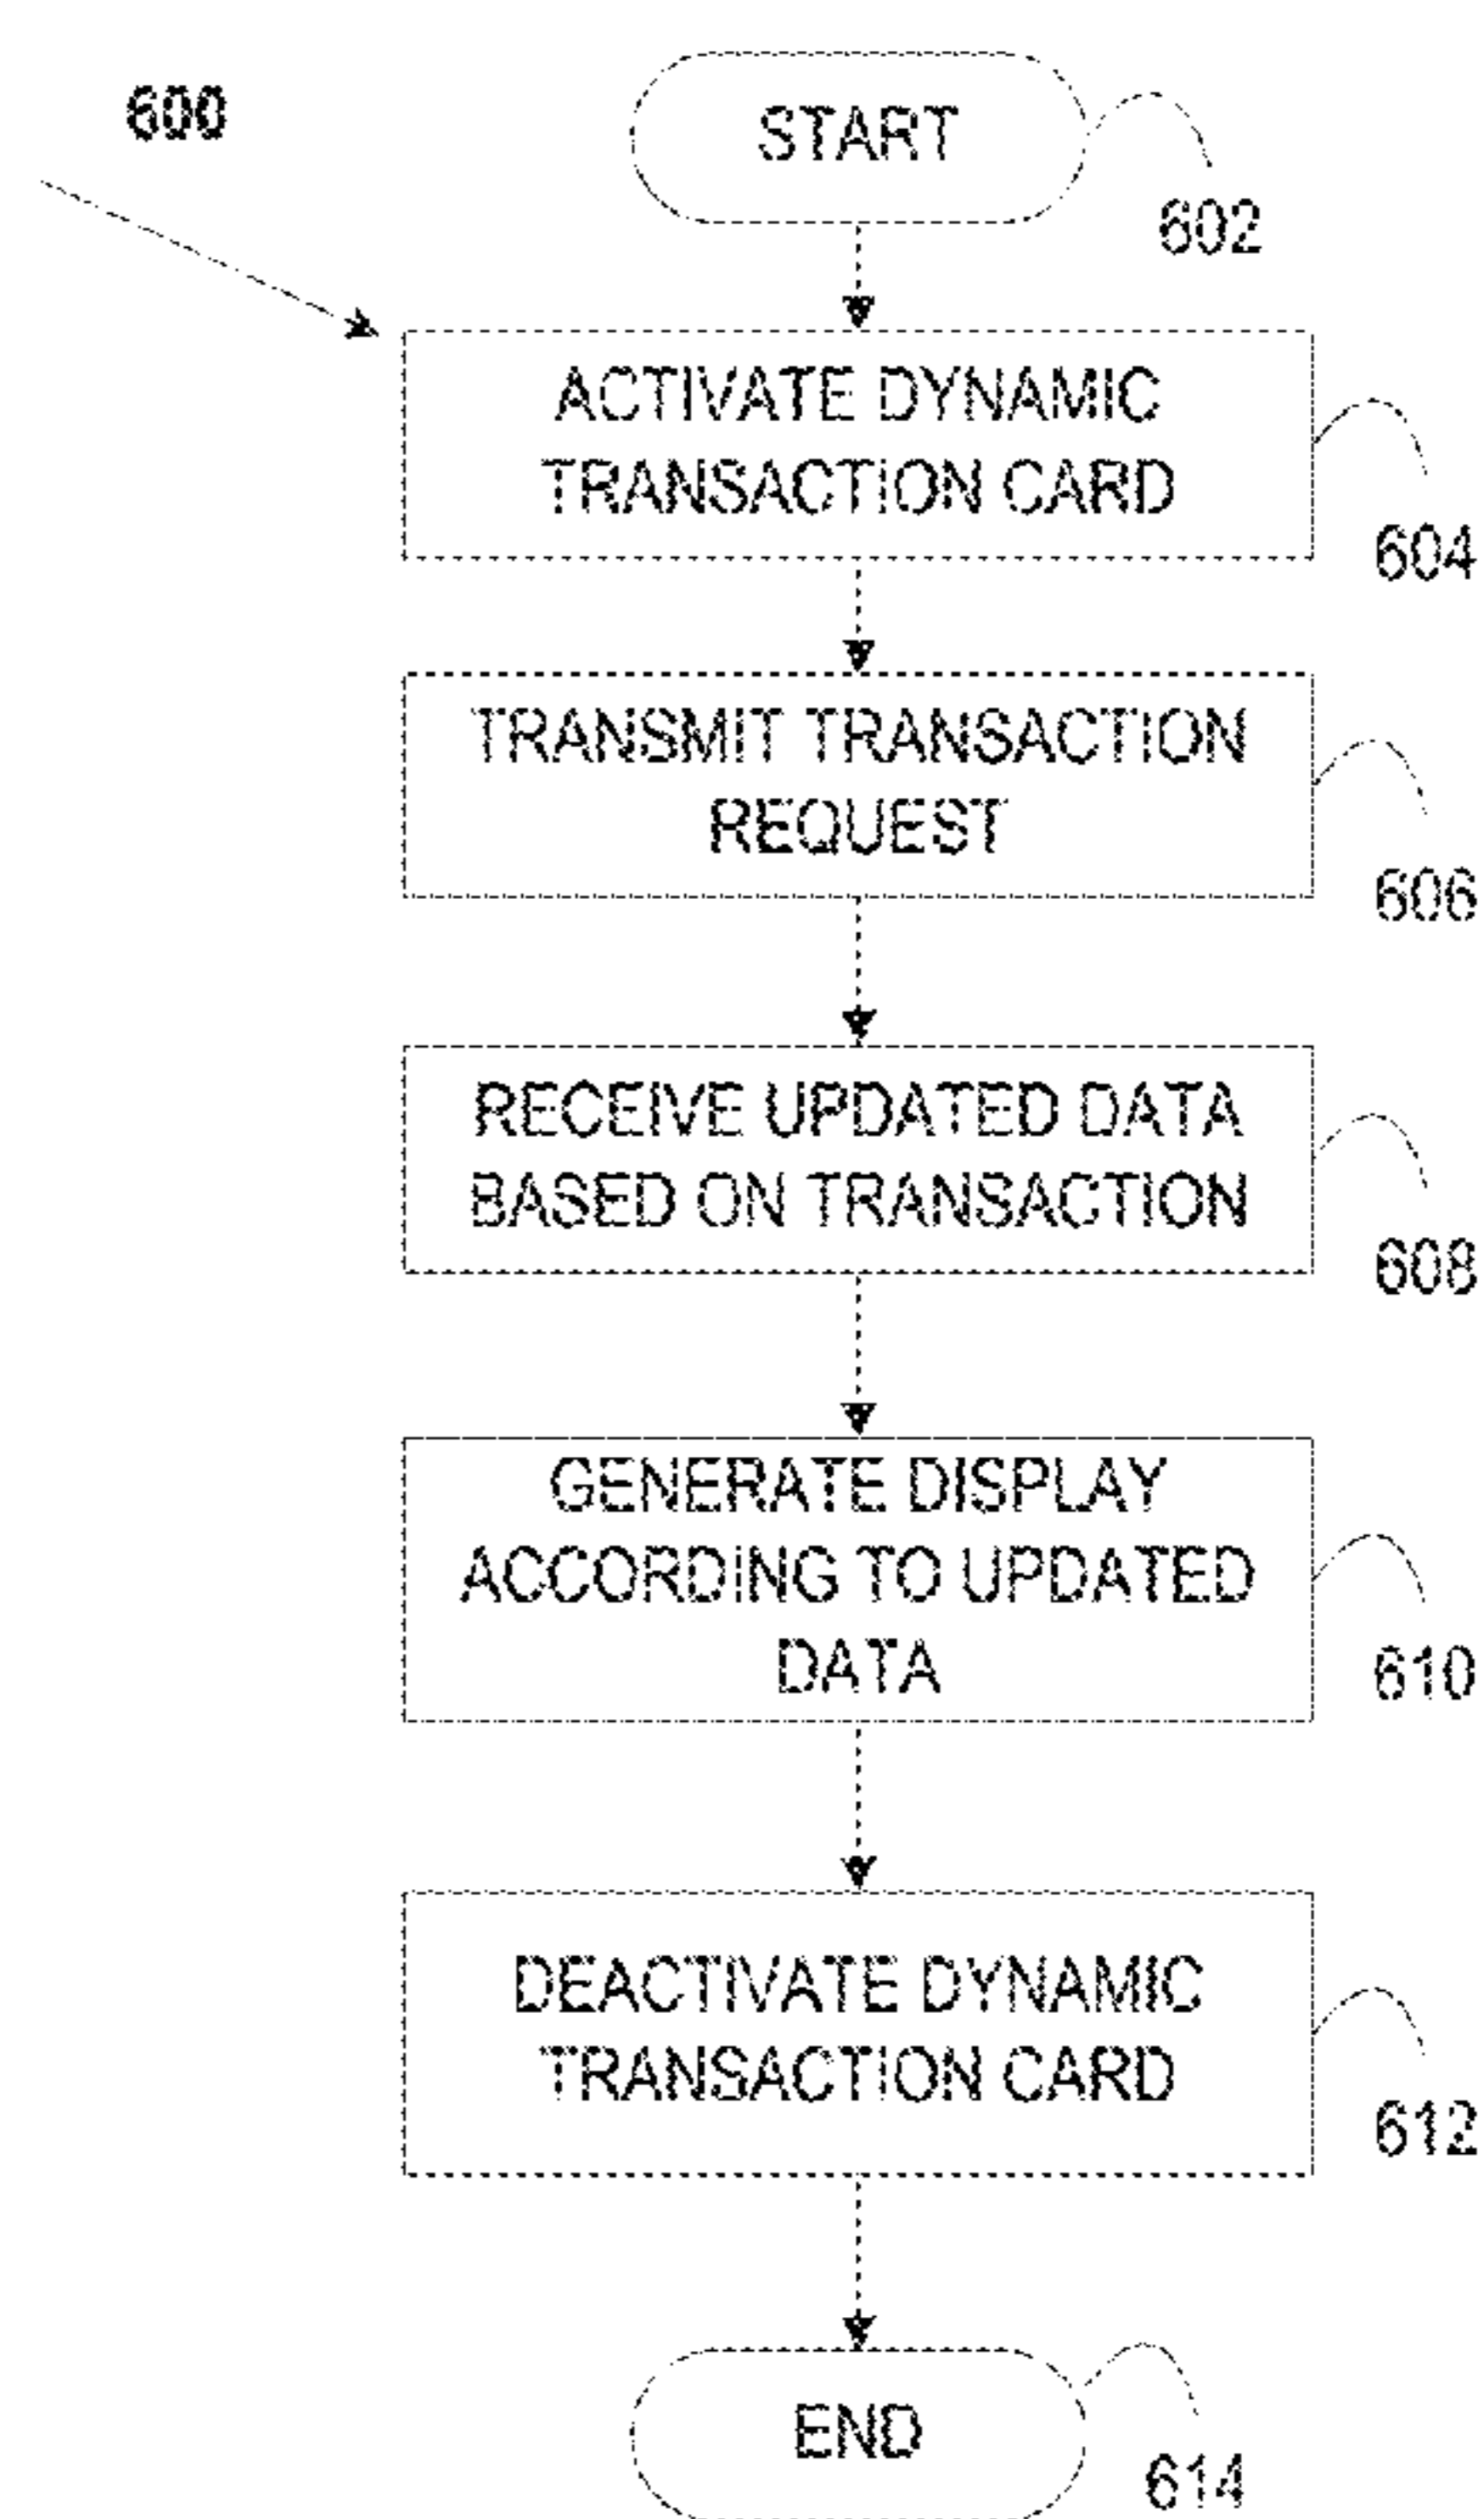 600
START
602
ACTIVATE DYNAMIC
TRANSACTION CARD
604
TRANSMIT TRANSACTION
REQUEST
606
RECEIVE UPDATED DATA
BASED ON TRANSACTION
608
GENERATE DISPLAY
ACCORDING TO UPDATED
DATA
610
DEACTIVATE DYNAMIC
TRANSACTION CARD
612
END
614